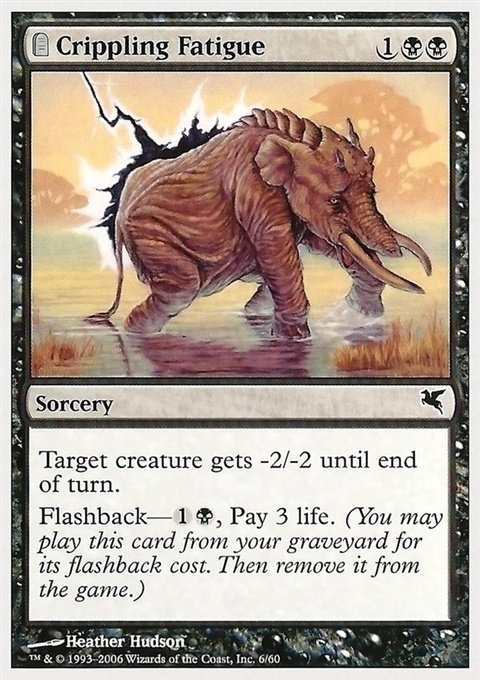 Crippling Fatigue 1
Sorcery
Target creature gets -2/-2 until end
of turn.
Flashback—1, Pay 3 life. (You may
play this card from your graveyard for
its flashback cost. Then remove it from
the game.)
Heather Hudson
™ & © 1993–2006 Wizards of the Coast, Inc. 6/60